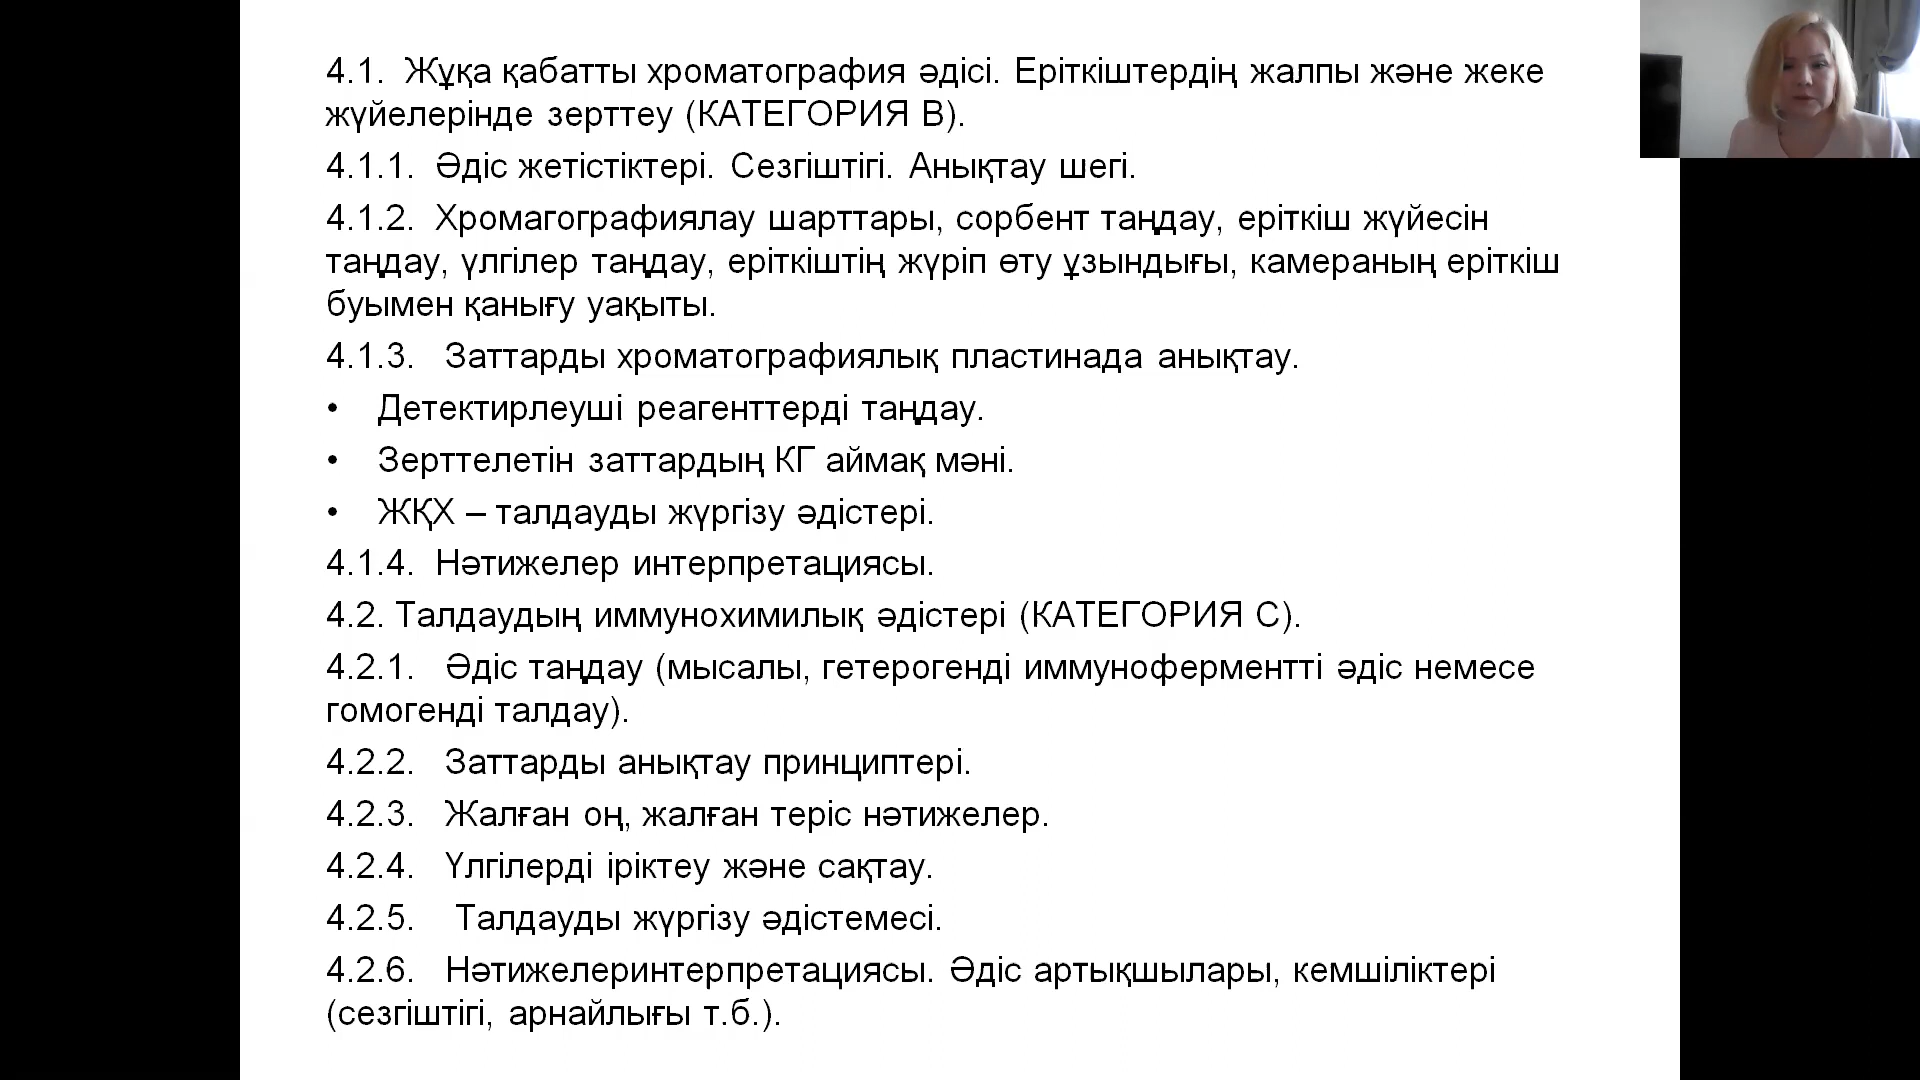 4.1. Жұқа қабатты хроматография әдісі. Еріткіштердің жалпы және жеке
жүйелерінде зерттеу (КАТЕГОРИЯ В).
4.1.1. Әдіс жетістіктері. Сезгіштігі. Анықтау шегі.
4.1.2. Хромагографиялау шарттары, сорбент таңдау, еріткіш жүйесін
таңдау, үлгілер таңдау, еріткіштің жүріп өту ұзындығы, камераның еріткіш
буымен қанығу уақыты.
4.1.3. Заттарды хроматографиялық пластинада анықтау.
• Детектирлеуші реагенттерді таңдау.
• Зерттелетін заттардың КГ аймақ мәні.
• ЖҚХ – талдауды жүргізу әдістері.
4.1.4. Нәтижелер интерпретациясы.
4.2. Талдаудың иммунохимилық әдістері (КАТЕГОРИЯ С).
4.2.1. Әдіс таңдау (мысалы, гетерогенді иммуноферментті әдіс немесе
гомогенді талдау).
4.2.2. Заттарды анықтау принциптері.
4.2.3. Жалған оң, жалған теріс нәтижелер.
4.2.4. Үлгілерді іріктеу және сақтау.
4.2.5. Талдауды жүргізу әдістемесі.
4.2.6. Нәтижелеринтерпретациясы. Әдіс артықшылары, кемшіліктері
(сезгіштігі, арнайлығы т.б.).